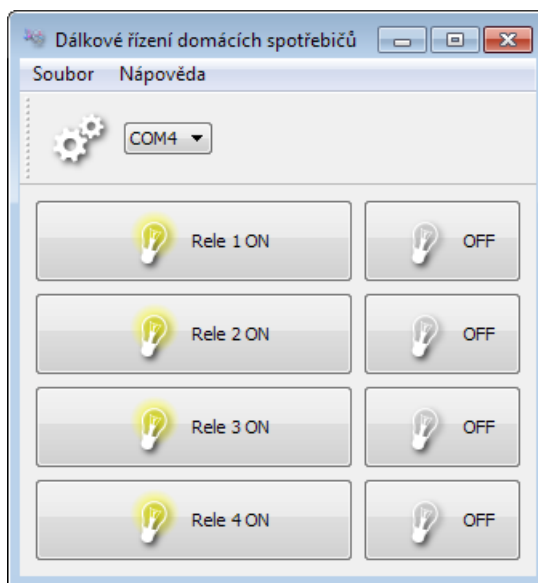 Dálkové řízení domácích spotřebičů
Soubor Nápověda
COM4
Rele 1 ON OFF
Rele 2 ON OFF
Rele 3 ON OFF
Rele 4 ON OFF